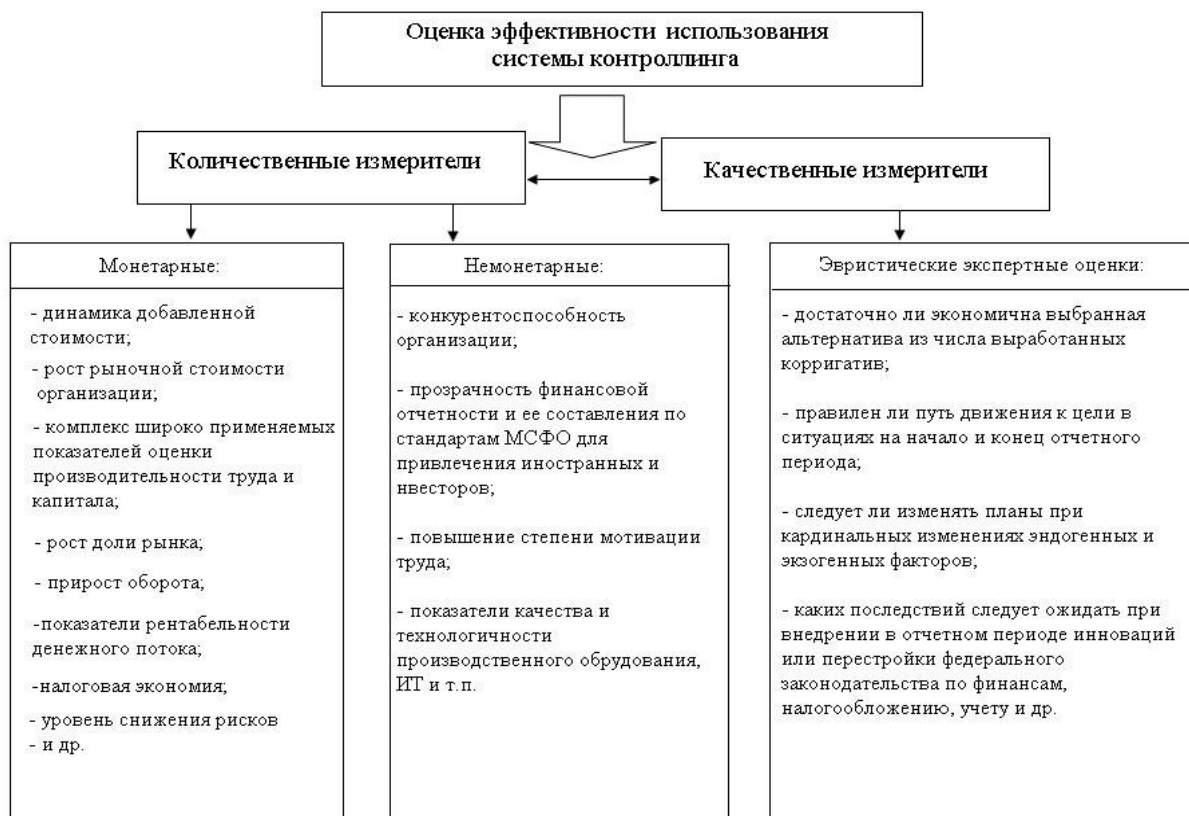 Оценка эффективности использования
системы контроллинга
Количественные измерители
Качественные измерители
Монетарные:
- динамика добавленной
стоимости;
- рост рыночной стоимости
организации;
- комплекс широко применяемых
показателей оценки
производительности труда и
капитала;
- рост доли рынка;
- прирост оборота;
-показатели рентабельности
денежного потока;
-налоговая экономия;
- уровень снижения рисков
- и др.
Немонетарные:
- конкурентоспособность
организации;
- прозрачность финансовой
отчетности и ее составления по
стандартам МСФО для
привлечения иностранных и
нвесторов;
- повышение степени мотивации
труда;
- показатели качества и
технологичности
производственного обрудования,
ИТ и т.п.
Эвристические экспертные оценки:
- достаточно ли экономична выбранная
альтернатива из числа выработанных
корригатив;
- правилен ли путь движения к цели в
ситуациях на начало и конец отчетного
периода;
- следует ли изменять планы при
кардинальных изменениях эндогенных и
экзогенных факторов;
- каких последствий следует ожидать при
внедрении в отчетном периоде инноваций
или перестройки федерального
законодательства по финансам,
налогообложению, учету и др.